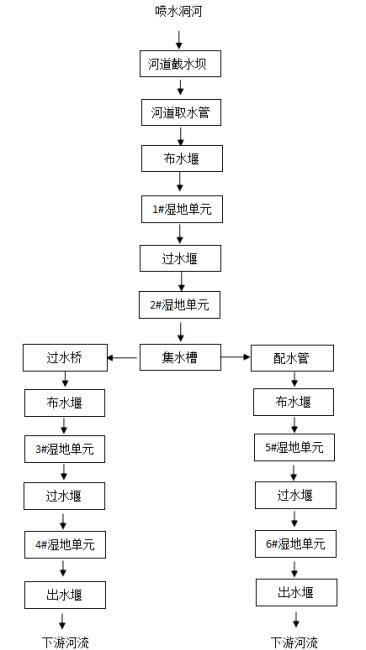 喷水洞河
河道截水坝
河道取水管
布水堰
1#湿地单元
过水堰
2#湿地单元
过水桥
集水槽
配水管
布水堰
布水堰
3#湿地单元
5#湿地单元
过水堰
过水堰
4#湿地单元
6#湿地单元
出水堰
出水堰
下游河流
下游河流